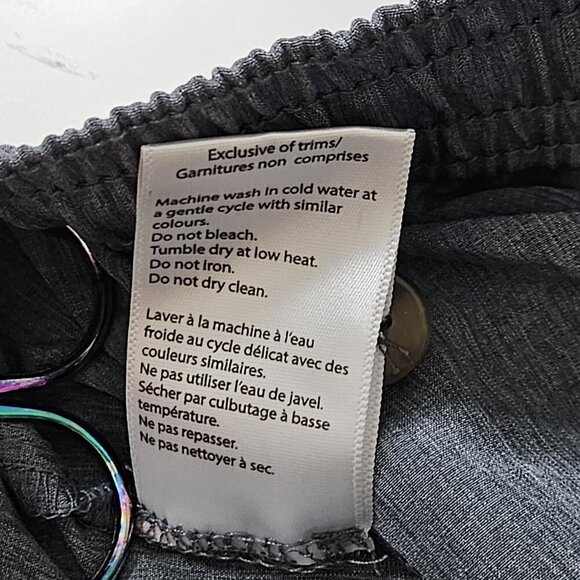 Exclusive of trims/
Garnitures non comprises
Machine wash in cold water at
a gentle cycle with similar
colours.
Do not bleach.
Tumble dry at low heat.
Do not iron.
Do not dry clean.
Laver à la machine à l'eau
froide au cycle délicat avec des
couleurs similaires.
Ne pas utiliser l'eau de javel.
Sécher par culbutage à basse
température.
Ne pas repasser.
Ne pas nettoyer à sec.